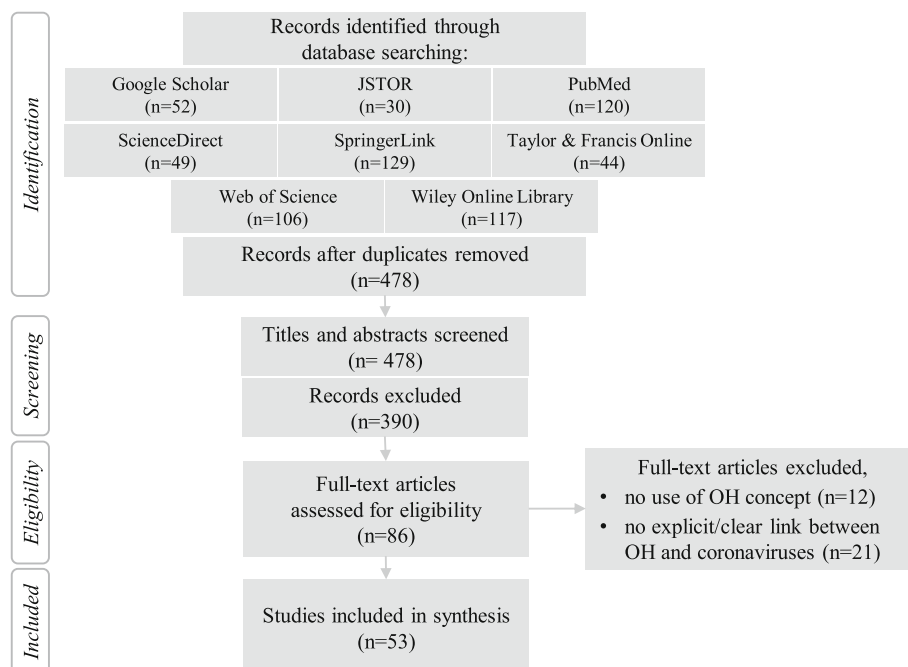 Identification
Records identified through
database searching:
Google Scholar
(n=52)
JSTOR
(n=30)
PubMed
(n=120)
ScienceDirect
(n=49)
SpringerLink
(n=129)
Taylor & Francis Online
(n=44)
Web of Science
(n=106)
Wiley Online Library
(n=117)
Records after duplicates removed
(n=478)
Screening
Titles and abstracts screened
(n= 478)
Records excluded
(n=390)
Eligibility
Full-text articles
assessed for eligibility
(n=86)
Full-text articles excluded,
• no use of OH concept (n=12)
• no explicit/clear link between
OH and coronaviruses (n=21)
Included
Studies included in synthesis
(n=53)